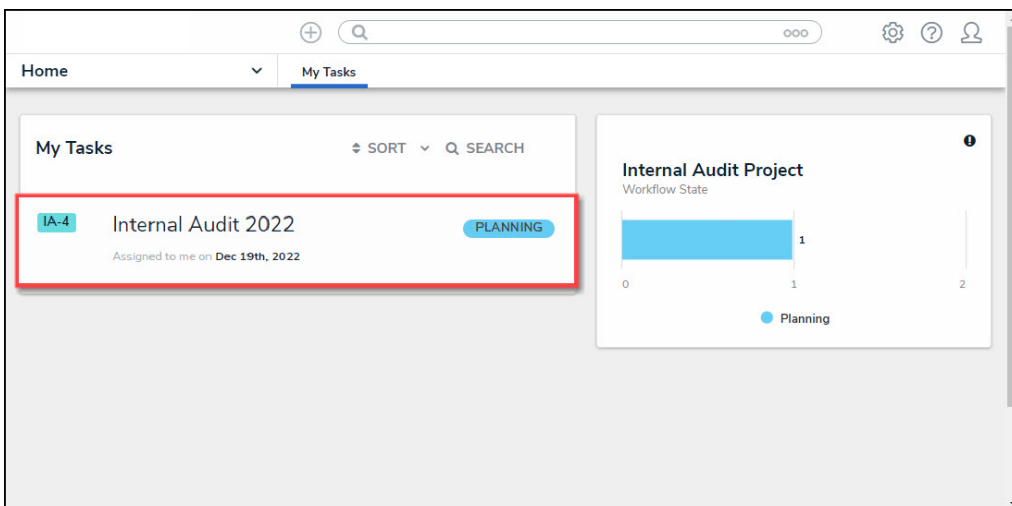 Home
My Tasks
My Tasks
SORT
SEARCH
IA-4
Internal Audit 2022
PLANNING
Assigned to me on Dec 19th, 2022
Internal Audit Project
Workflow State
1
0 1 2
Planning